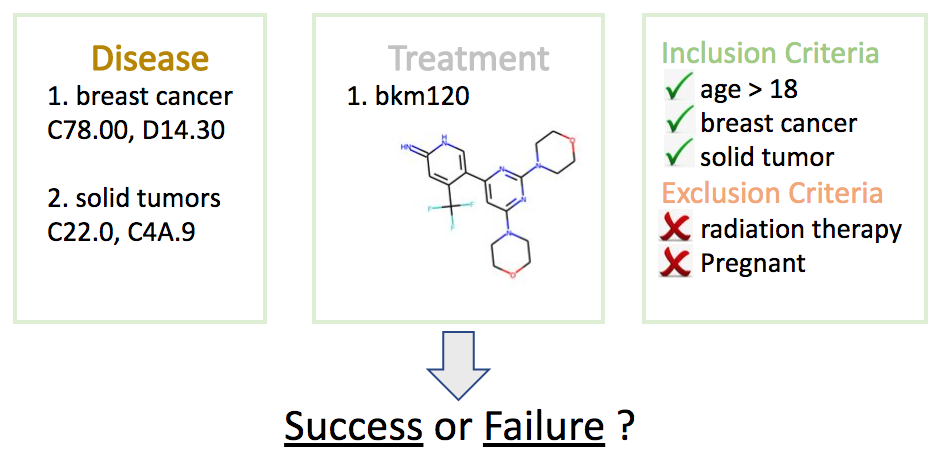 Disease
1. breast cancer
C78.00, D14.30
2. solid tumors
C22.0, C4A.9
Treatment
1. bkm120
HN
H
N
N
N
N
N
O
O
F
F
F
Inclusion Criteria
age > 18
breast cancer
solid tumor
Exclusion Criteria
radiation therapy
Pregnant
Success or Failure ?